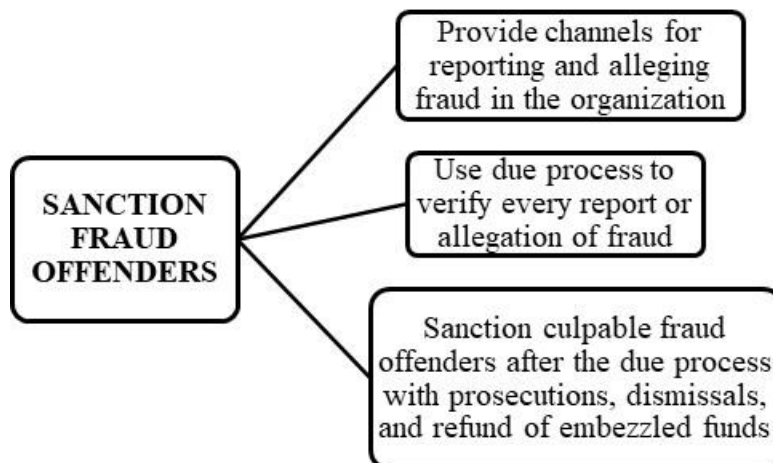 Provide channels for
reporting and alleging
fraud in the organization
SANCTION
FRAUD
OFFENDERS
Use due process to
verify every report or
allegation of fraud
Sanction culpable fraud
offenders after the due process
with prosecutions, dismissals,
and refund of embezzled funds